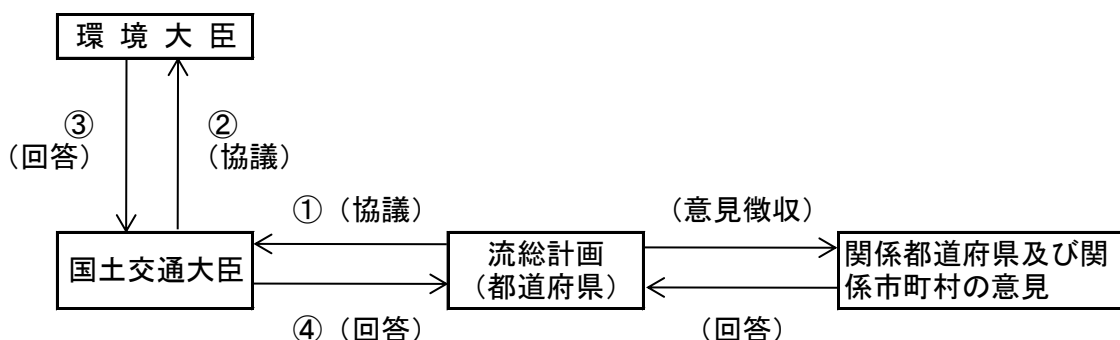 環 境 大 臣
③
(回答)
②
(協議)
①(協議)
(意見徴収)
国土交通大臣
流総計画
(都道府県)
関係都道府県及び関
係市町村の意見
④(回答)
(回答)